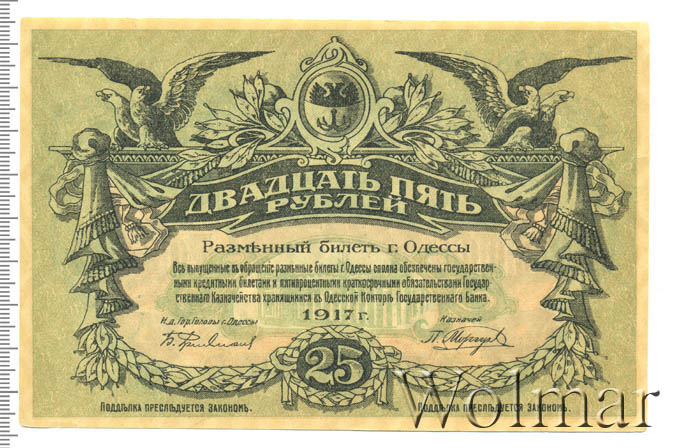 ДВАДЦАТЬ ПЯТЬ
РУБЛЕЙ
Размѣнный билетъ г. Одессы
Всѣ выпущенные въ обращенiе размѣнные билеты г. Одессы сполна обезпечены государствен-
ными кредитными билетами и пятипроцентными краткосрочными обязательствами Государ-
ственнаго Казначейства хранящимися въ Одесской Конторѣ Государственнаго Банка.
1917 г.
И.д. Гор. Головы г. Одессы
Казначей
25
Поддѣлка преслѣдуется закономъ.
Поддѣлка преслѣдуется закономъ.
Wolmar